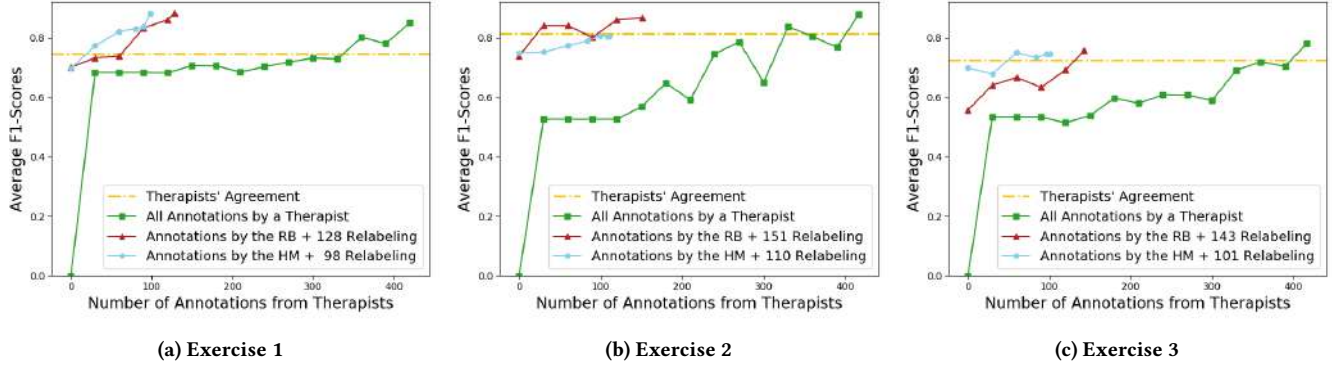 Average F1-Scores
0.8
0.6
0.4
0.2
0.0
Therapists' Agreement
All Annotations by a Therapist
Annotations by the RB + 128 Relabeling
Annotations by the HM + 98 Relabeling
0 100 200 300 400
Number of Annotations from Therapists
(a) Exercise 1
Average F1-Scores
0.8
0.6
0.4
0.2
0.0
Therapists' Agreement
All Annotations by a Therapist
Annotations by the RB + 151 Relabeling
Annotations by the HM + 110 Relabeling
0 100 200 300 400
Number of Annotations from Therapists
(b) Exercise 2
Average F1-Scores
0.8
0.6
0.4
0.2
0.0
Therapists' Agreement
All Annotations by a Therapist
Annotations by the RB + 143 Relabeling
Annotations by the HM + 101 Relabeling
0 100 200 300 400
Number of Annotations from Therapists
(c) Exercise 3